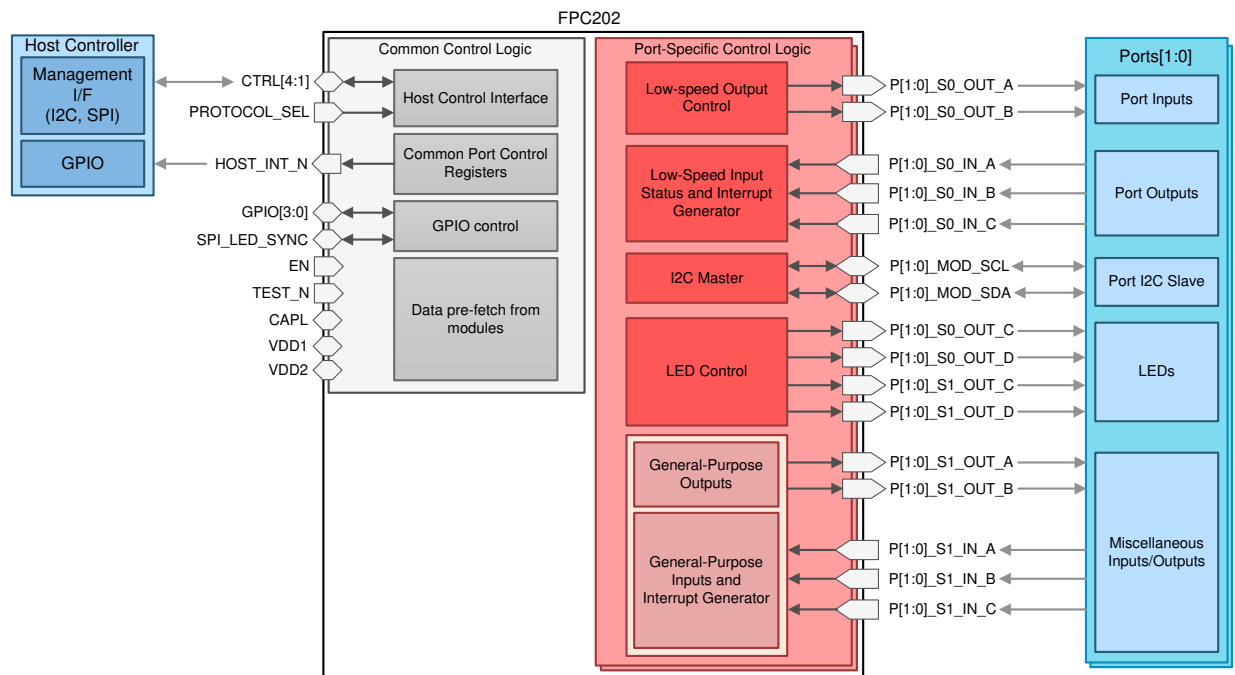 FPC202
Host Controller
Management
I/F
(I2C, SPI)
GPIO
CTRL[4:1]
PROTOCOL_SEL
HOST_INT_N
GPIO[3:0]
SPI_LED_SYNC
EN
TEST_N
CAPL
VDD1
VDD2
Common Control Logic
Host Control Interface
Common Port Control
Registers
GPIO control
Data pre-fetch from
modules
Port-Specific Control Logic
Low-speed Output
Control
Low-Speed Input
Status and Interrupt
Generator
I2C Master
LED Control
General-Purpose
Outputs
General-Purpose
Inputs and
Interrupt Generator
P[1:0]_S0_OUT_A
P[1:0]_S0_OUT_B
P[1:0]_S0_IN_A
P[1:0]_S0_IN_B
P[1:0]_S0_IN_C
P[1:0]_MOD_SCL
P[1:0]_MOD_SDA
P[1:0]_S0_OUT_C
P[1:0]_S0_OUT_D
P[1:0]_S1_OUT_C
P[1:0]_S1_OUT_D
P[1:0]_S1_OUT_A
P[1:0]_S1_OUT_B
P[1:0]_S1_IN_A
P[1:0]_S1_IN_B
P[1:0]_S1_IN_C
Ports[1:0]
Port Inputs
Port Outputs
Port I2C Slave
LEDs
Miscellaneous
Inputs/Outputs